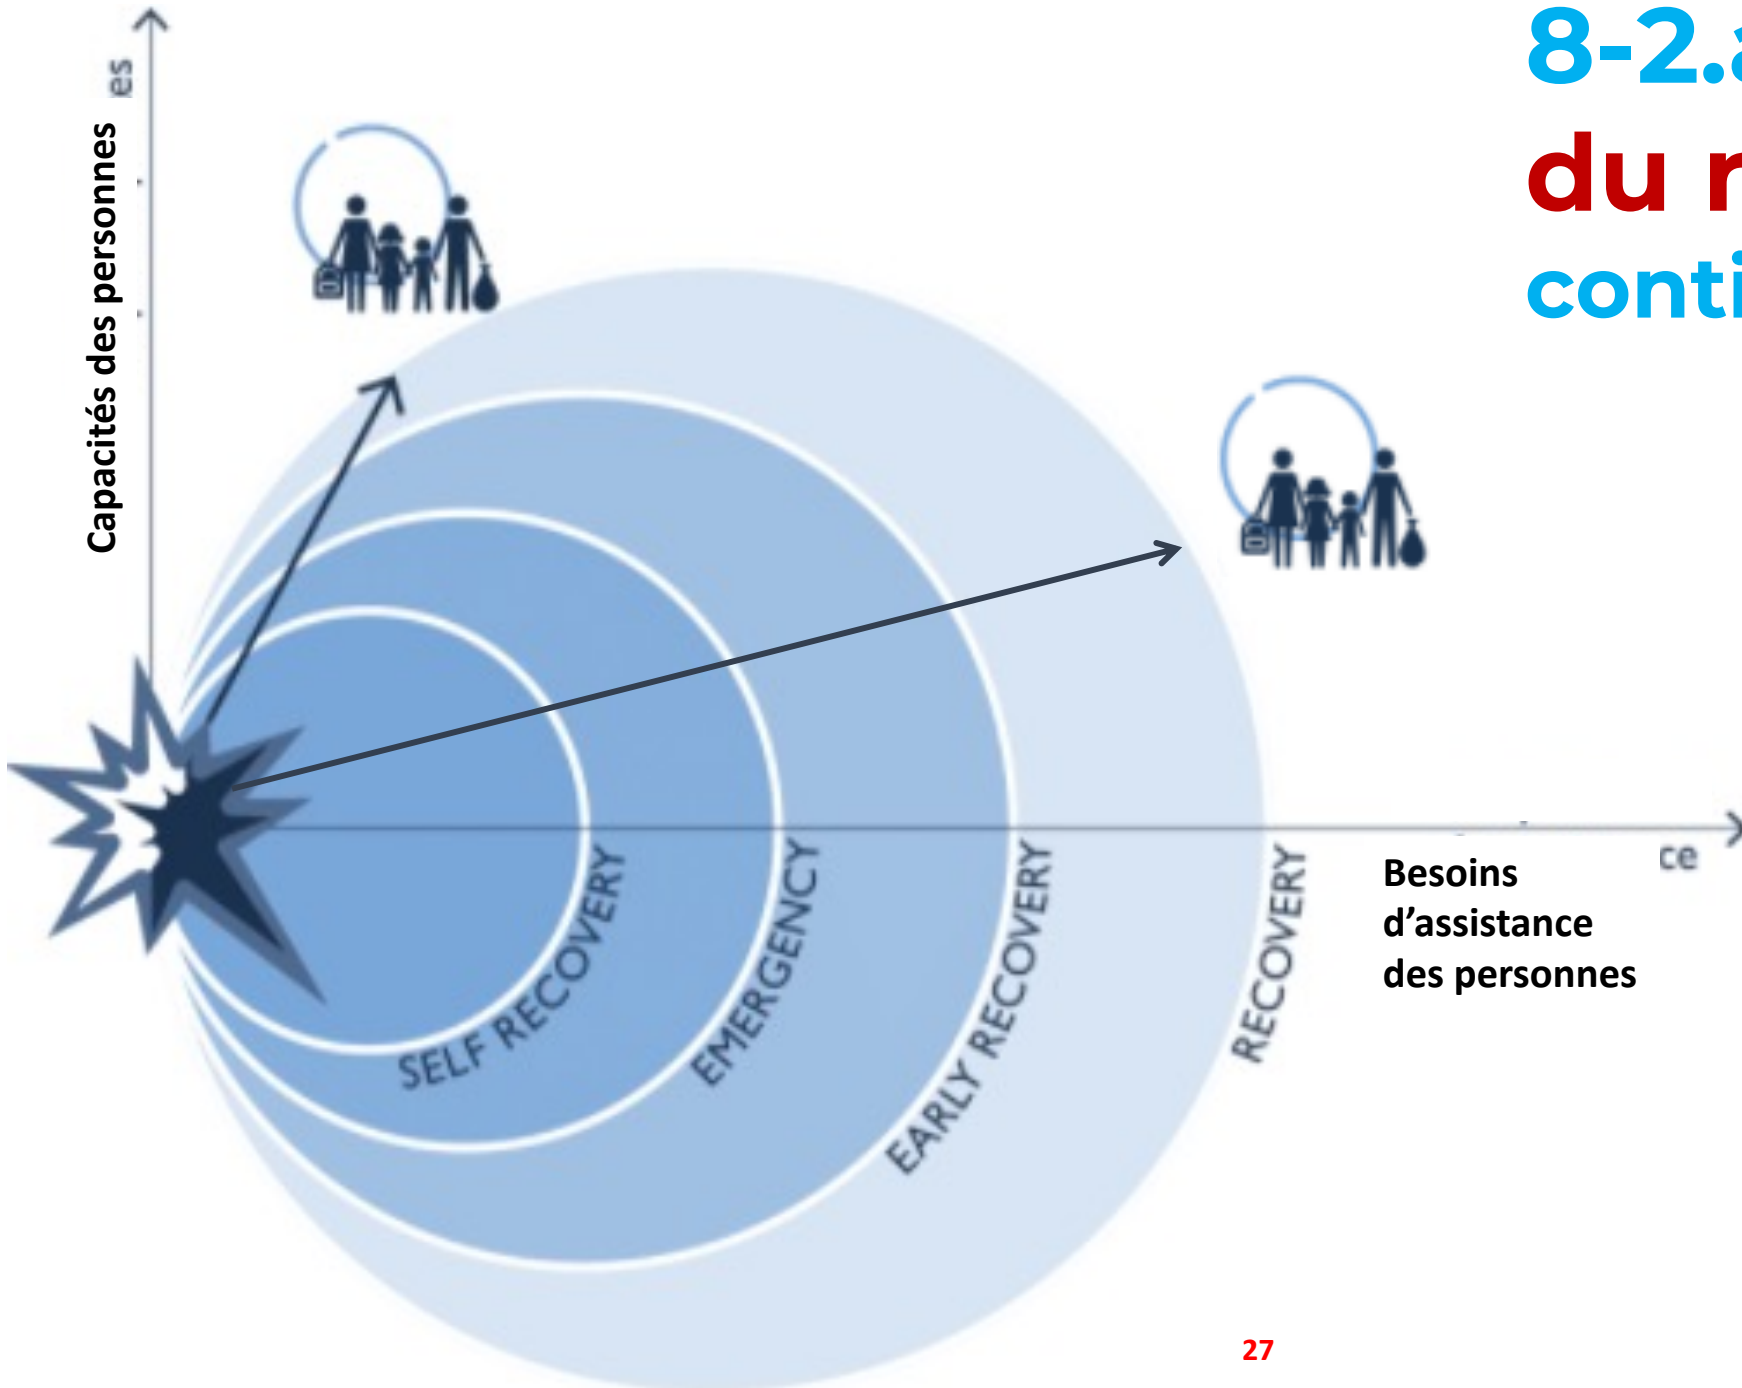 8-2.
du
conti
es
Capacités des personnes
SELF RECOVERY
EMERGENCY
EARLY RECOVERY
RECOVERY
Besoins
d’assistance
des personnes
ce
27